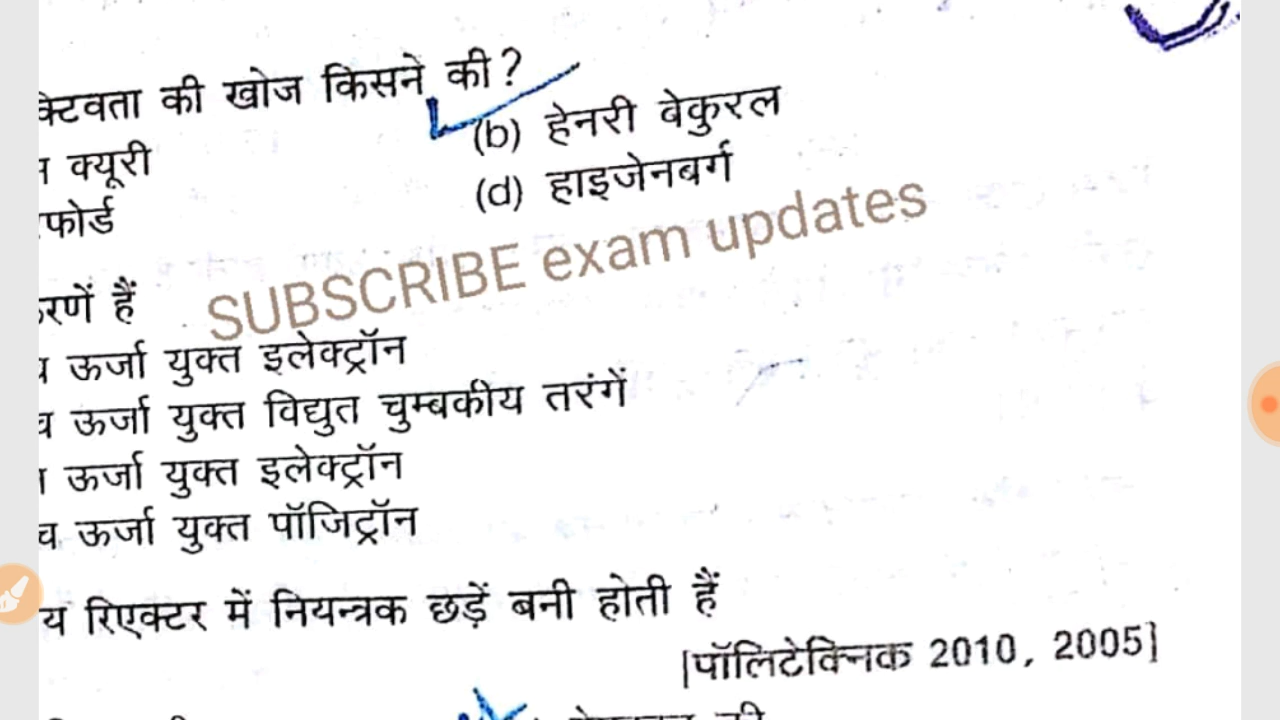 क्टिवता की खोज किसने की?
क्यूरी (b) हेनरी बेकुरल
फोर्ड (d) हाइजेनबर्ग
SUBSCRIBE exam updates
रणें हैं
ऊर्जा युक्त इलेक्ट्रॉन
च ऊर्जा युक्त विद्युत चुम्बकीय तरंगें
ऊर्जा युक्त इलेक्ट्रॉन
च ऊर्जा युक्त पॉजिट्रॉन
य रिएक्टर में नियन्त्रक छड़ें बनी होती हैं
[पॉलिटेक्निक 2010, 2005]